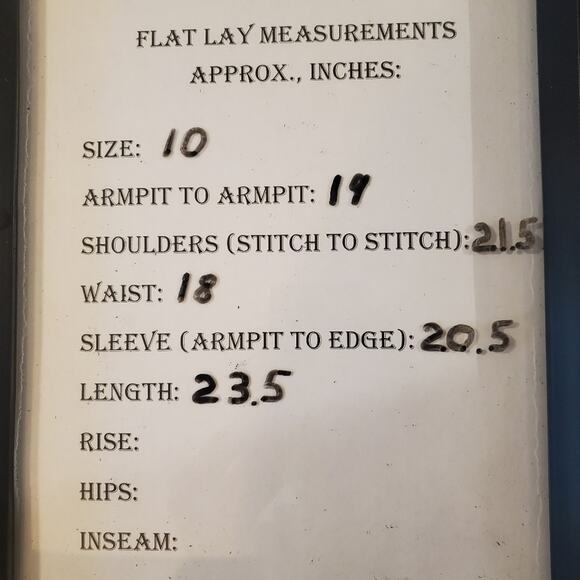 FLAT LAY MEASUREMENTS
APPROX., INCHES:
SIZE: 10
ARMPIT TO ARMPIT: 19
SHOULDERS (STITCH TO STITCH): 21.5
WAIST: 18
SLEEVE (ARMPIT TO EDGE): 20.5
LENGTH: 23.5
RISE:
HIPS:
INSEAM: